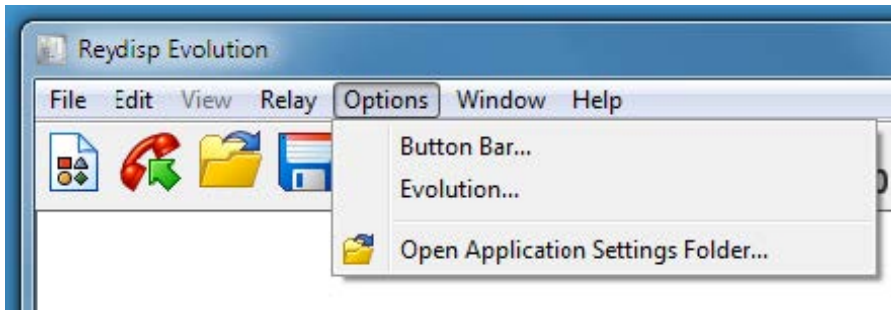 Reydisp Evolution
File Edit View Relay Options Window Help
Button Bar...
Evolution...
Open Application Settings Folder...